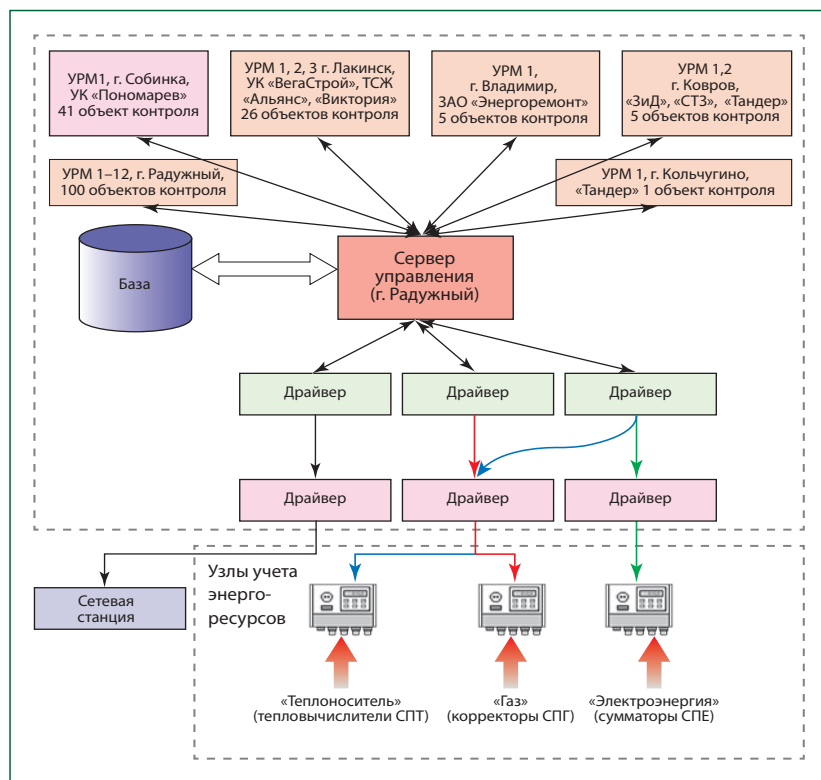 УРМ1, г. Собинка,
УК «Пономарев»
41 объект контроля
УРМ 1, 2, 3 г. Лакинск,
УК «ВегаСтрой», ТСЖ
«Альянс», «Виктория»
26 объектов контроля
УРМ 1,
г. Владимир,
ЗАО «Энергоремонт»
5 объектов контроля
УРМ 1,2
г. Ковров,
«ЗиД», «СТЗ», «Тандер»
5 объектов контроля
УРМ 1–12, г. Радужный,
100 объектов контроля
УРМ 1, г. Кольчугино,
«Тандер» 1 объект контроля
База
Сервер
управления
(г. Радужный)
Драйвер
Драйвер
Драйвер
Драйвер
Драйвер
Драйвер
Сетевая
станция
Узлы учета
энерго-
ресурсов
«Теплоноситель»
(тепловычислители СПТ)
«Газ»
(корректоры СПГ)
«Электроэнергия»
(сумматоры СПЕ)